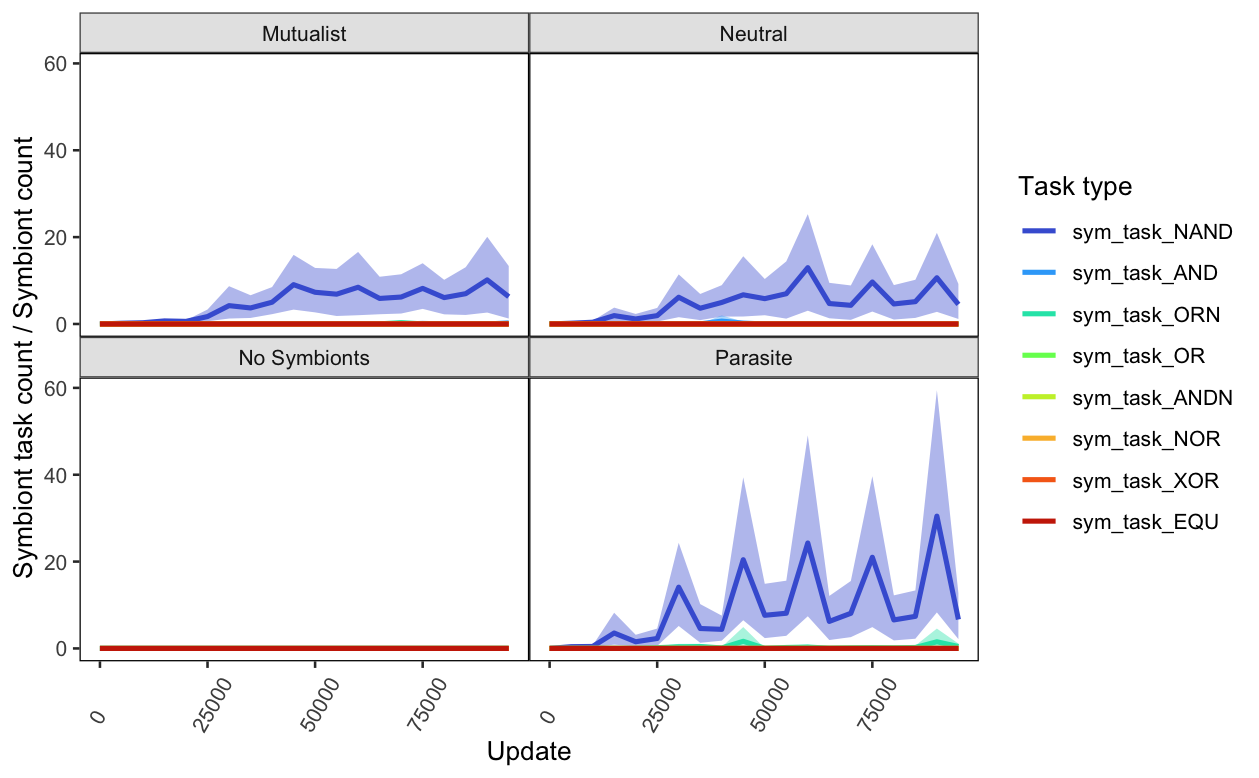 Mutualist
Neutral
60
40
20
0
No Symbionts
Parasite
60
40
20
0
0
25000
50000
75000
0
25000
50000
75000
Update
Symbiont task count / Symbiont count
Task type
sym_task_NAND
sym_task_AND
sym_task_ORN
sym_task_OR
sym_task_ANDN
sym_task_NOR
sym_task_XOR
sym_task_EQU